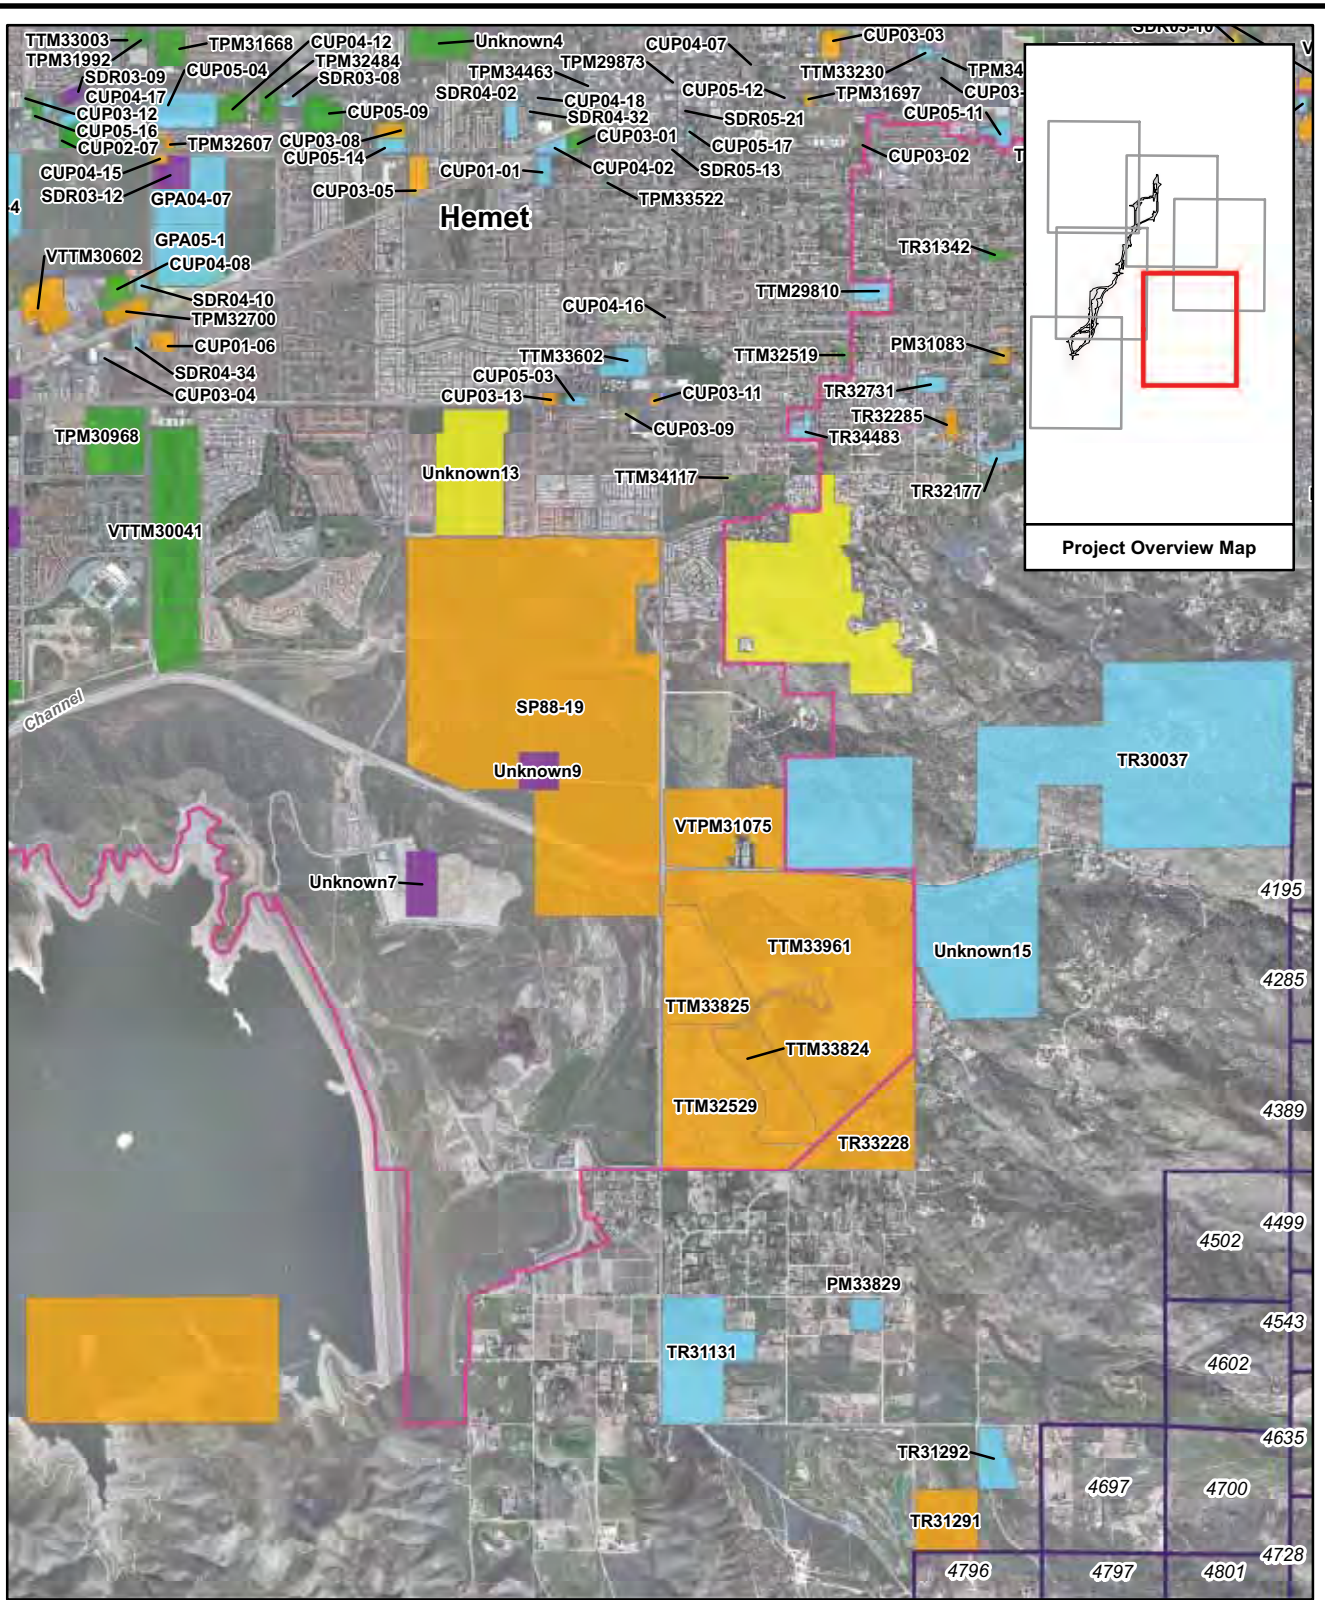 TTM33003
TPM31992
TPM31668
SDR03-09
CUP04-17
CUP03-12
CUP05-16
CUP02-07
CUP05-04
CUP04-12
TPM32484
SDR03-08
Unknown4
CUP04-07
TPM34463
TPM29873
SDR04-02
CUP04-18
SDR04-32
CUP05-12
CUP03-03
TTM33230
TPM34
CUP03-
TPM31697
CUP05-11
CUP05-09
CUP03-08
CUP05-14
CUP03-01
SDR05-21
CUP05-17
SDR05-13
CUP03-02
TPM32607
CUP04-15
SDR03-12
GPA04-07
CUP03-05
CUP01-01
CUP04-02
TPM33522
Hemet
-4
GPA05-1
TR31342
VTTM30602
CUP04-08
SDR04-10
TPM32700
CUP01-06
SDR04-34
CUP03-04
TTM29810
CUP04-16
TTM33602
TTM32519
PM31083
CUP05-03
CUP03-13
CUP03-11
TR32731
CUP03-09
TR32285
TR34483
Project Overview Map
TPM30968
Unknown13
TTM34117
TR32177
VTTM30041
Channel
SP88-19
Unknown9
TR30037
VTPM31075
Unknown7
4195
TTM33961
Unknown15
4285
TTM33825
TTM33824
TTM32529
4389
TR33228
4499
4502
PM33829
4543
TR31131
4602
4635
TR31292
4697
4700
TR31291
4728
4796
4797
4801